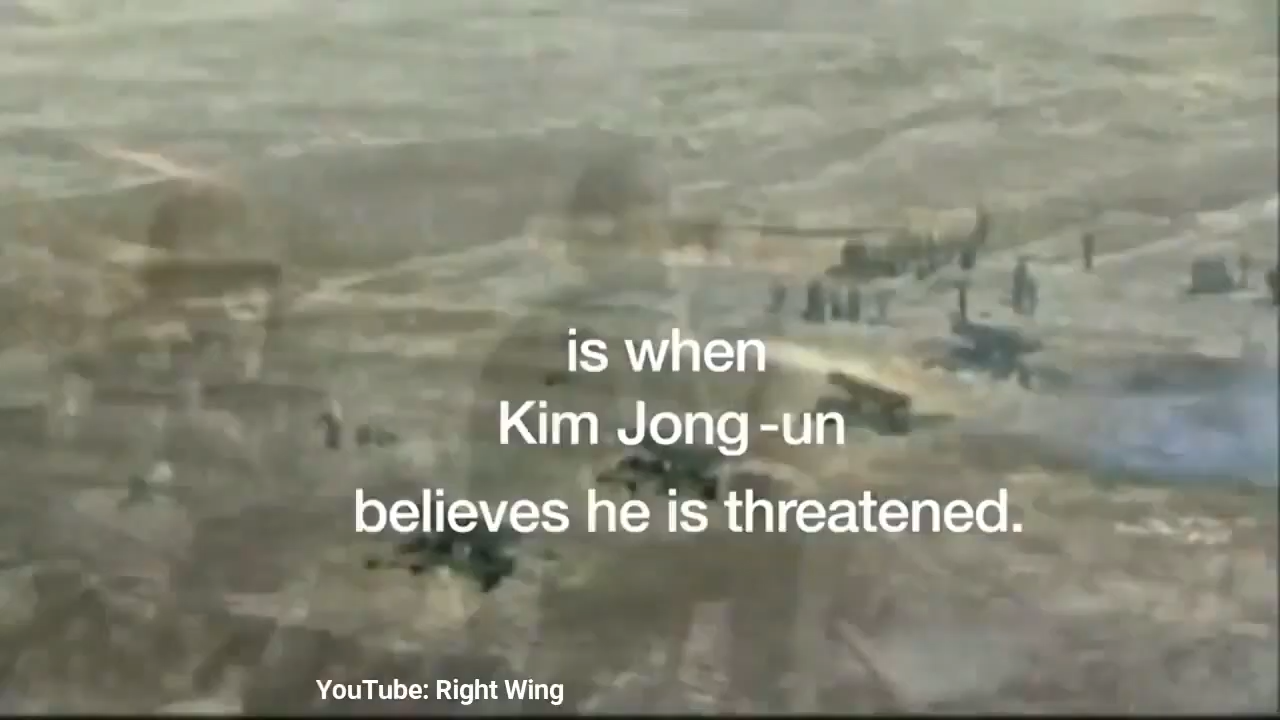 is when
Kim Jong-un
believes he is threatened.
YouTube: Right Wing